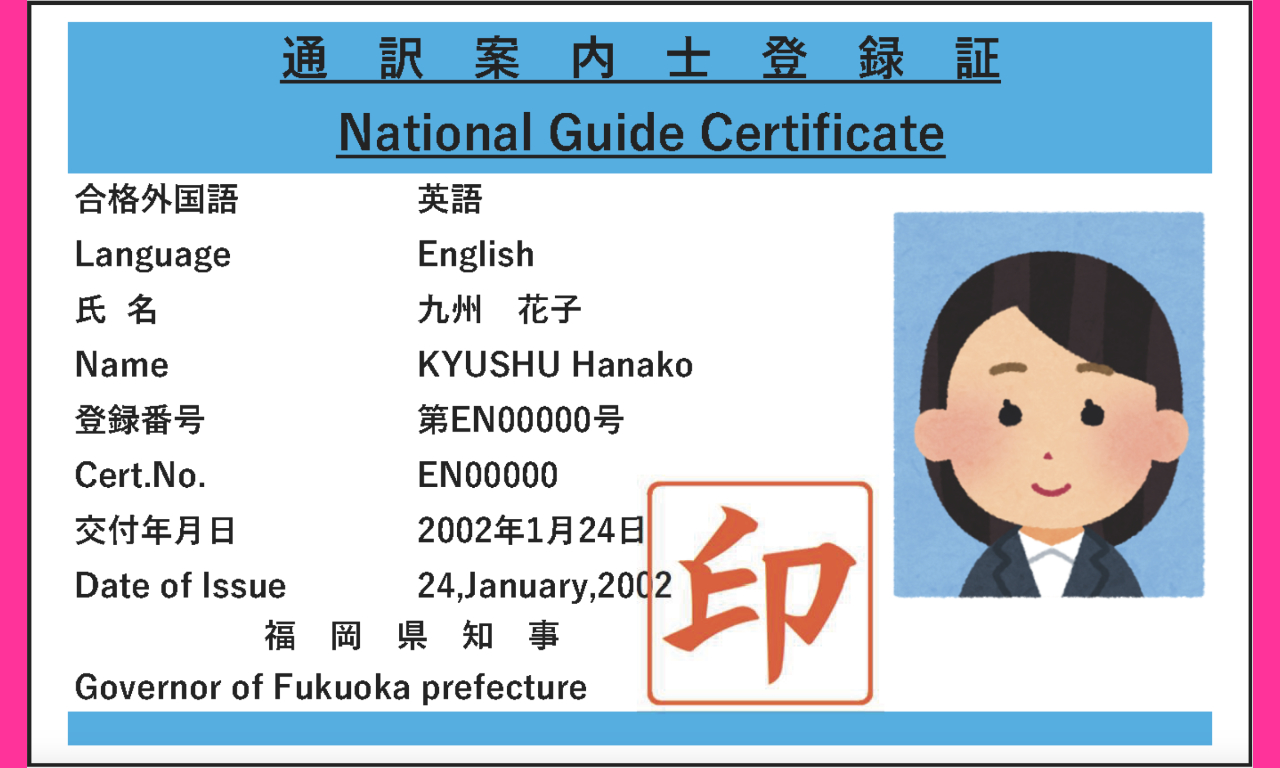 通訳案内士登録証
National Guide Certificate
合格外国語 英語
Language English
氏 名 九州 花子
Name KYUSHU Hanako
登録番号 第EN00000号
Cert.No. EN00000
交付年月日 2002年1月24日
Date of Issue 24,January,2002
福岡県知事
Governor of Fukuoka prefecture
印